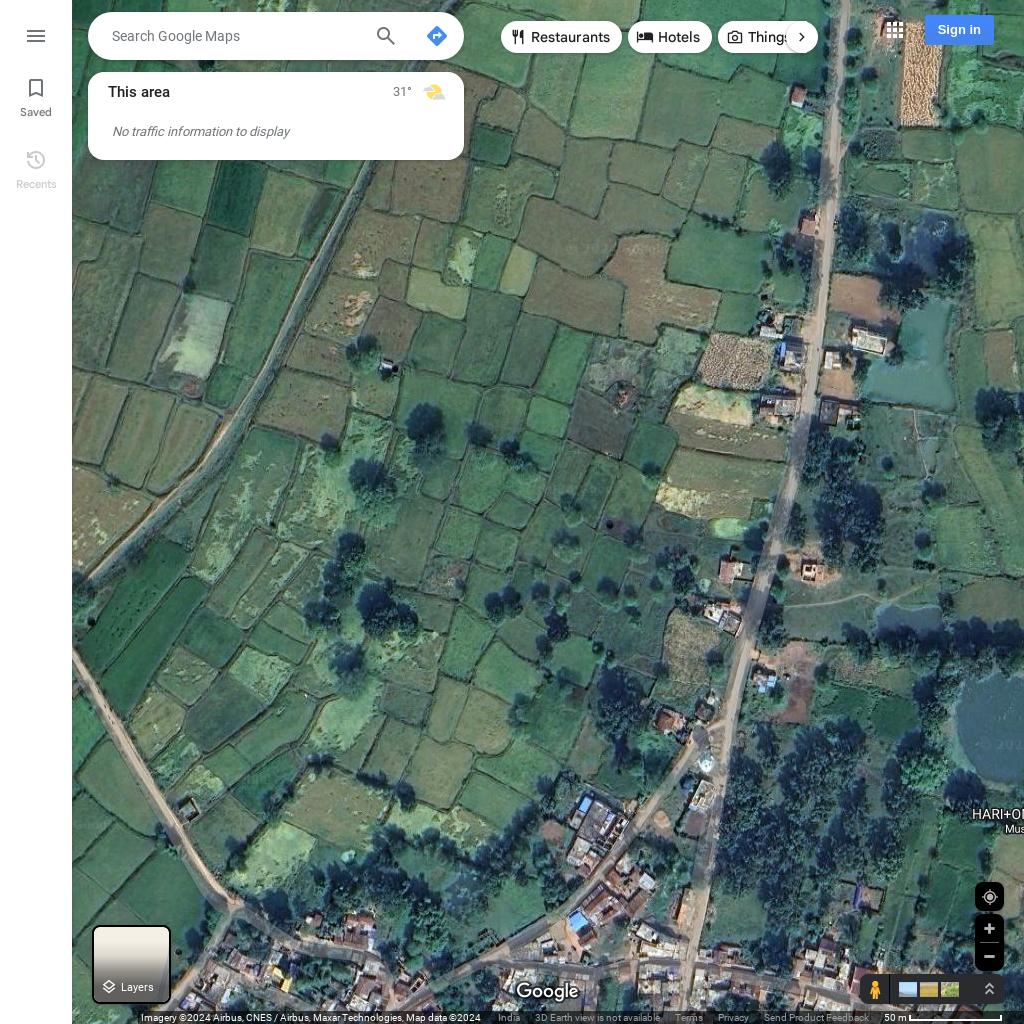 Search Google Maps
Restaurants
Hotels
Things
Sign in
Saved
Recents
This area
31°
No traffic information to display
HARI+OD
Mus
Layers
Google
Imagery ©2024 Airbus, CNES / Airbus, Maxar Technologies, Map data ©2024
India
3D Earth view is not available
Terms
Privacy
Send Product Feedback
50 m